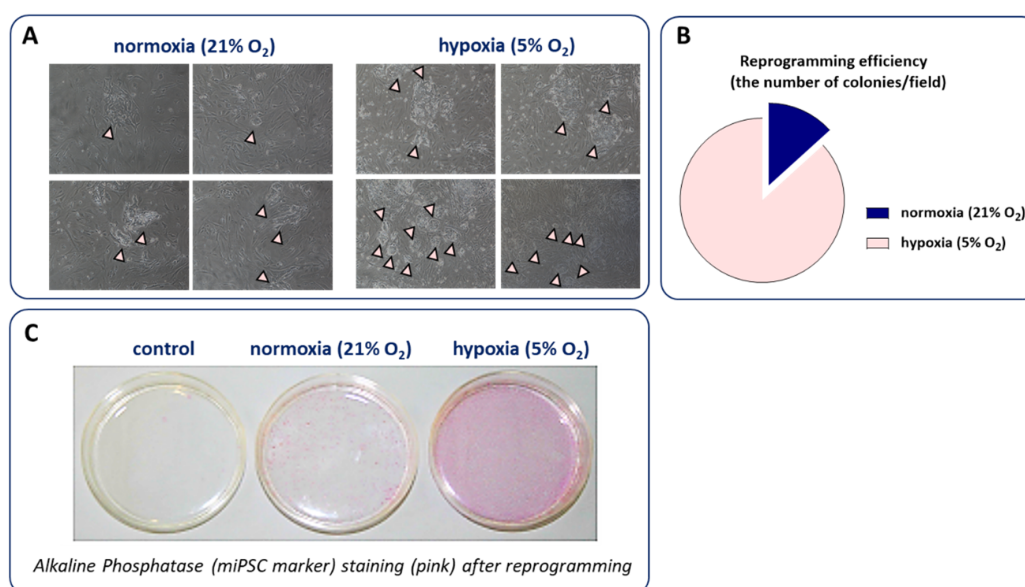 A
normoxia (21% O₂)
hypoxia (5% O₂)
B
Reprogramming efficiency
(the number of colonies/field)
normoxia (21% O₂)
hypoxia (5% O₂)
C
control
normoxia (21% O₂)
hypoxia (5% O₂)
Alkaline Phosphatase (miPSC marker) staining (pink) after reprogramming